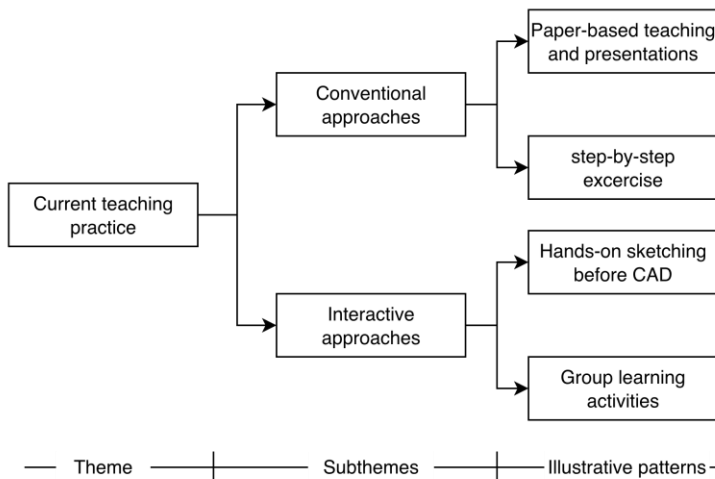 Paper-based teaching
and presentations
Conventional
approaches
step-by-step
excercise
Current teaching
practice
Hands-on sketching
before CAD
Interactive
approaches
Group learning
activities
Theme
Subthemes
Illustrative patterns